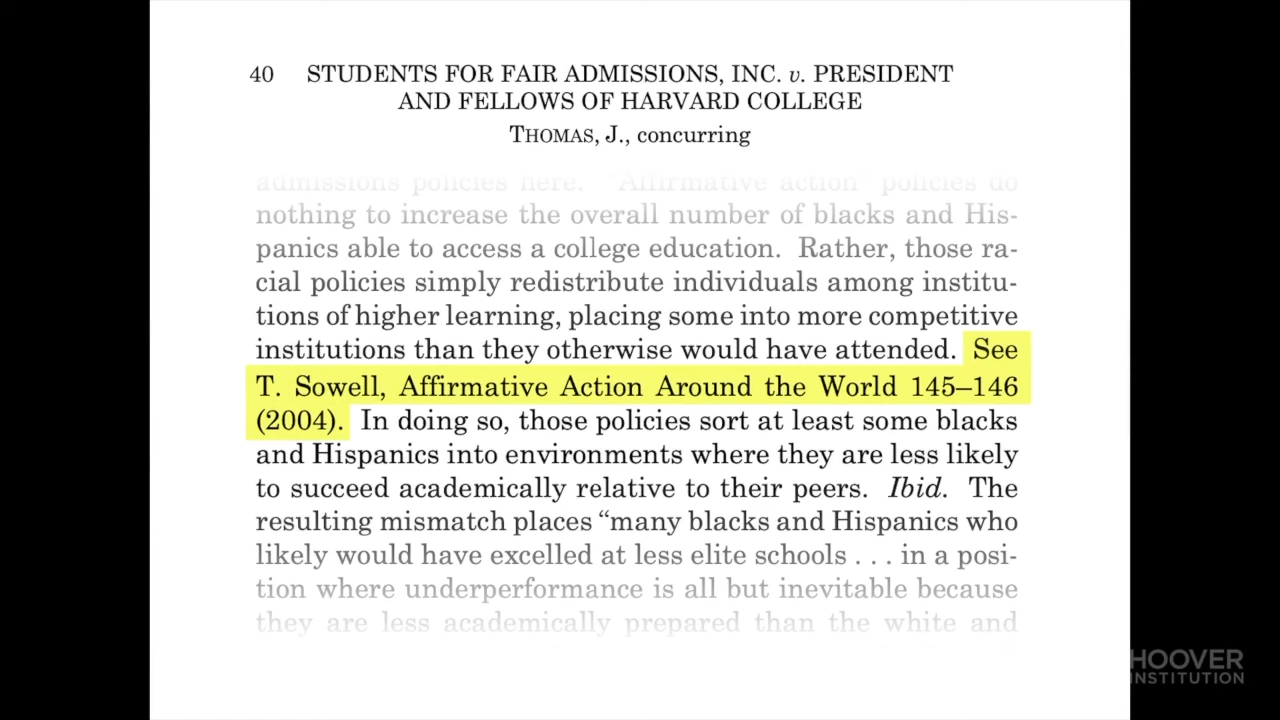 40 STUDENTS FOR FAIR ADMISSIONS, INC. v. PRESIDENT
AND FELLOWS OF HARVARD COLLEGE
THOMAS, J., concurring
admissions policies here. “Affirmative action” policies do
nothing to increase the overall number of blacks and His-
panics able to access a college education. Rather, those ra-
cial policies simply redistribute individuals among institu-
tions of higher learning, placing some into more competitive
institutions than they otherwise would have attended. See
T. Sowell, Affirmative Action Around the World 145–146
(2004). In doing so, those policies sort at least some blacks
and Hispanics into environments where they are less likely
to succeed academically relative to their peers. Ibid. The
resulting mismatch places “many blacks and Hispanics who
likely would have excelled at less elite schools . . . in a posi-
tion where underperformance is all but inevitable because
they are less academically prepared than the white and
HOOVER
INSTITUTION